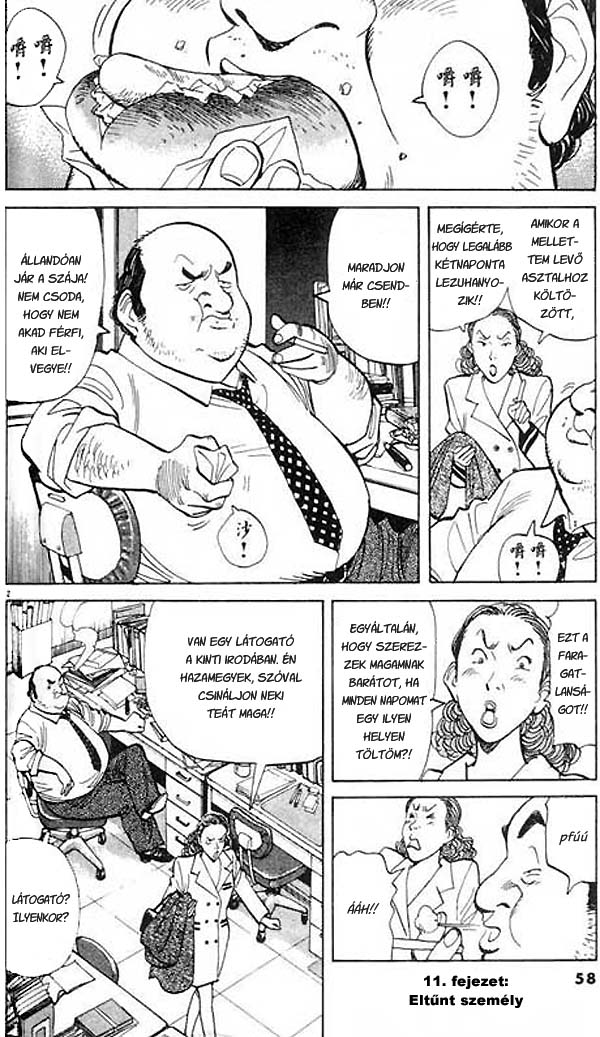 嚼!
嚼!
嚼!
嚼!
AMIKOR A
MELLET-
TEM LEVŐ
ASZTALHOZ
KÖLTÖ-
ZÖTT,
MEGÍGÉRTE,
HOGY LEGALÁBB
KÉTNAPONTA
LEZUHANYO-
ZIK!!
嚼!
嚼!
MARADJON
MÁR CSEND-
BEN!!
ÁLLANDÓAN
JÁR A SZÁJA!
NEM CSODA,
HOGY NEM
AKAD FÉRFI,
AKI EL-
VEGYE!!
沙!
2
EZT A
FARA-
GAT-
LANSÁ-
GOT!!
EGYÁLTALÁN,
HOGY SZEREZ-
ZEK MAGAMNAK
BARÁTOT, HA
MINDEN NAPOMAT
EGY ILYEN
HELYEN
TÖLTÖM?!
pfúú
ÁÁH!!
VAN EGY LÁTOGATÓ
A KINTI IRODÁBAN. ÉN
HAZAMEGYEK, SZÓVAL
CSINÁLJON NEKI
TEÁT MAGA!!
LÁTOGATÓ?
ILYENKOR?
58
11. fejezet:
Eltűnt személy